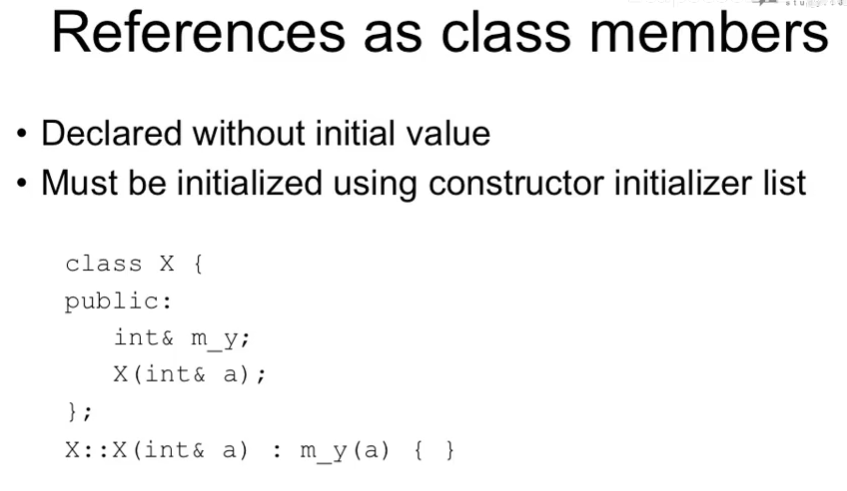 References as class members
• Declared without initial value
• Must be initialized using constructor initializer list
class X {
public:
int& m_y;
X(int& a);
};
X::X(int& a) : m_y(a) { }